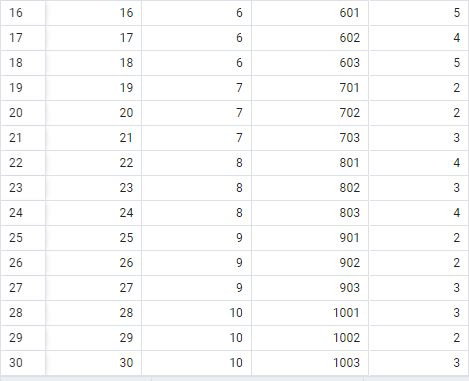 16 16 6 601 5
17 17 6 602 4
18 18 6 603 5
19 19 7 701 2
20 20 7 702 2
21 21 7 703 3
22 22 8 801 4
23 23 8 802 3
24 24 8 803 4
25 25 9 901 2
26 26 9 902 2
27 27 9 903 3
28 28 10 1001 3
29 29 10 1002 2
30 30 10 1003 3